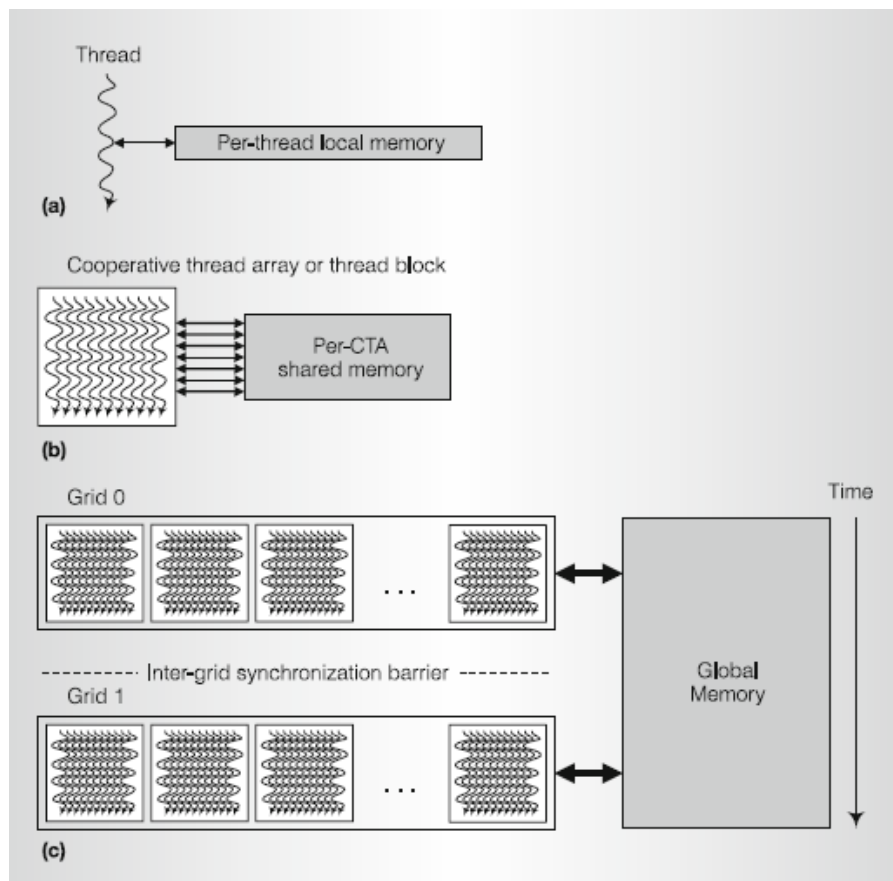 Thread
Per-thread local memory
(a)
Cooperative thread array or thread block
Per-CTA
shared memory
(b)
Grid 0
Time
. . .
Inter-grid synchronization barrier
Global
Memory
Grid 1
. . .
(c)